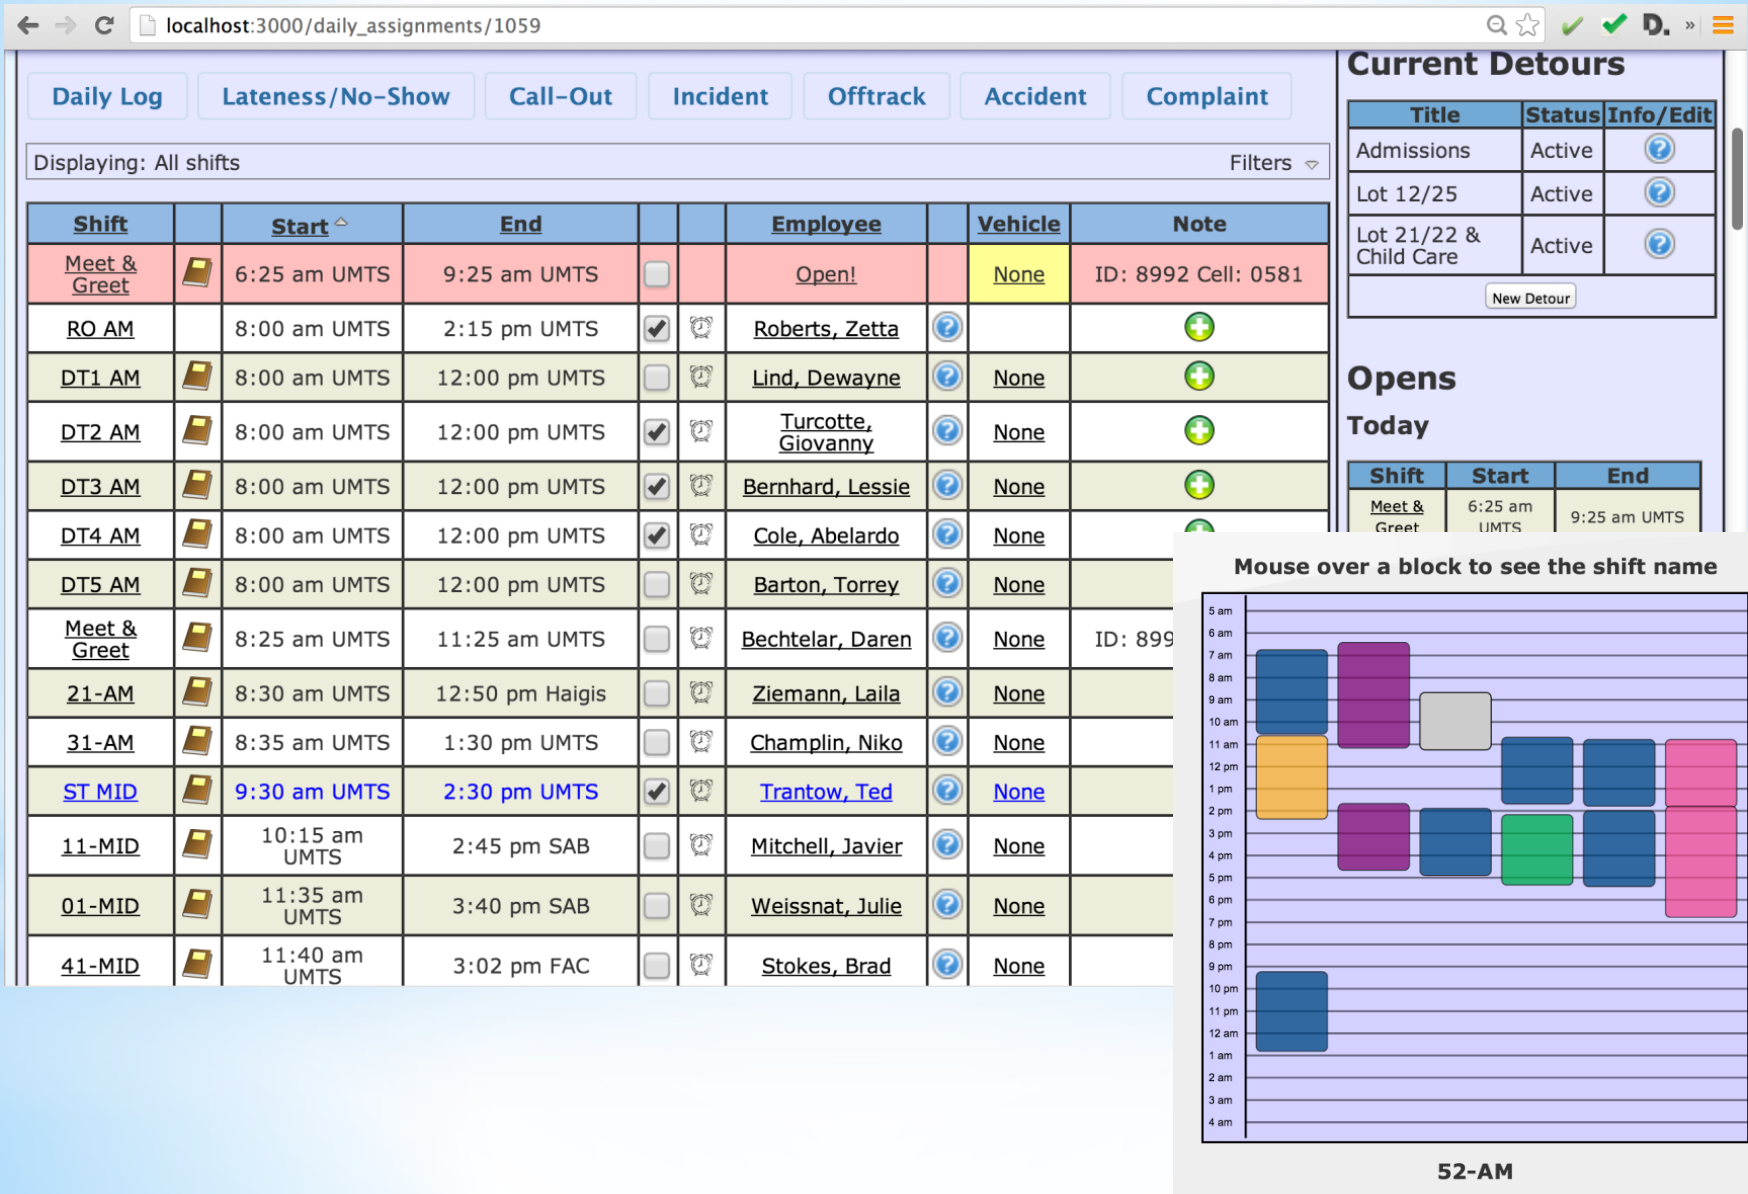 localhost:3000/daily_assignments/1059
D. »
Daily Log Lateness/No-Show Call-Out Incident Offtrack Accident Complaint
Displaying: All shifts Filters
Shift Start End Employee Vehicle Note
Meet &
Greet 6:25 am UMTS 9:25 am UMTS Open! None ID: 8992 Cell: 0581
RO AM 8:00 am UMTS 2:15 pm UMTS Roberts, Zetta
DT1 AM 8:00 am UMTS 12:00 pm UMTS Lind, Dewayne None
DT2 AM 8:00 am UMTS 12:00 pm UMTS Turcotte,
Giovanny None
DT3 AM 8:00 am UMTS 12:00 pm UMTS Bernhard, Lessie None
DT4 AM 8:00 am UMTS 12:00 pm UMTS Cole, Abelardo None
DT5 AM 8:00 am UMTS 12:00 pm UMTS Barton, Torrey None
Meet &
Greet 8:25 am UMTS 11:25 am UMTS Bechtelar, Daren None ID: 899
21-AM 8:30 am UMTS 12:50 pm Haigis Ziemann, Laila None
31-AM 8:35 am UMTS 1:30 pm UMTS Champlin, Niko None
ST MID 9:30 am UMTS 2:30 pm UMTS Trantow, Ted None
11-MID 10:15 am
UMTS 2:45 pm SAB Mitchell, Javier None
01-MID 11:35 am
UMTS 3:40 pm SAB Weissnat, Julie None
41-MID 11:40 am
UMTS 3:02 pm FAC Stokes, Brad None
Current Detours
Title Status Info/Edit
Admissions Active
Lot 12/25 Active
Lot 21/22 &
Child Care Active
New Detour
Opens
Today
Shift Start End
Meet &
Greet 6:25 am
UMTS 9:25 am UMTS
Mouse over a block to see the shift name
5 am
6 am
7 am
8 am
9 am
10 am
11 am
12 pm
1 pm
2 pm
3 pm
4 pm
5 pm
6 pm
7 pm
8 pm
9 pm
10 pm
11 pm
12 am
1 am
2 am
3 am
4 am
52-AM